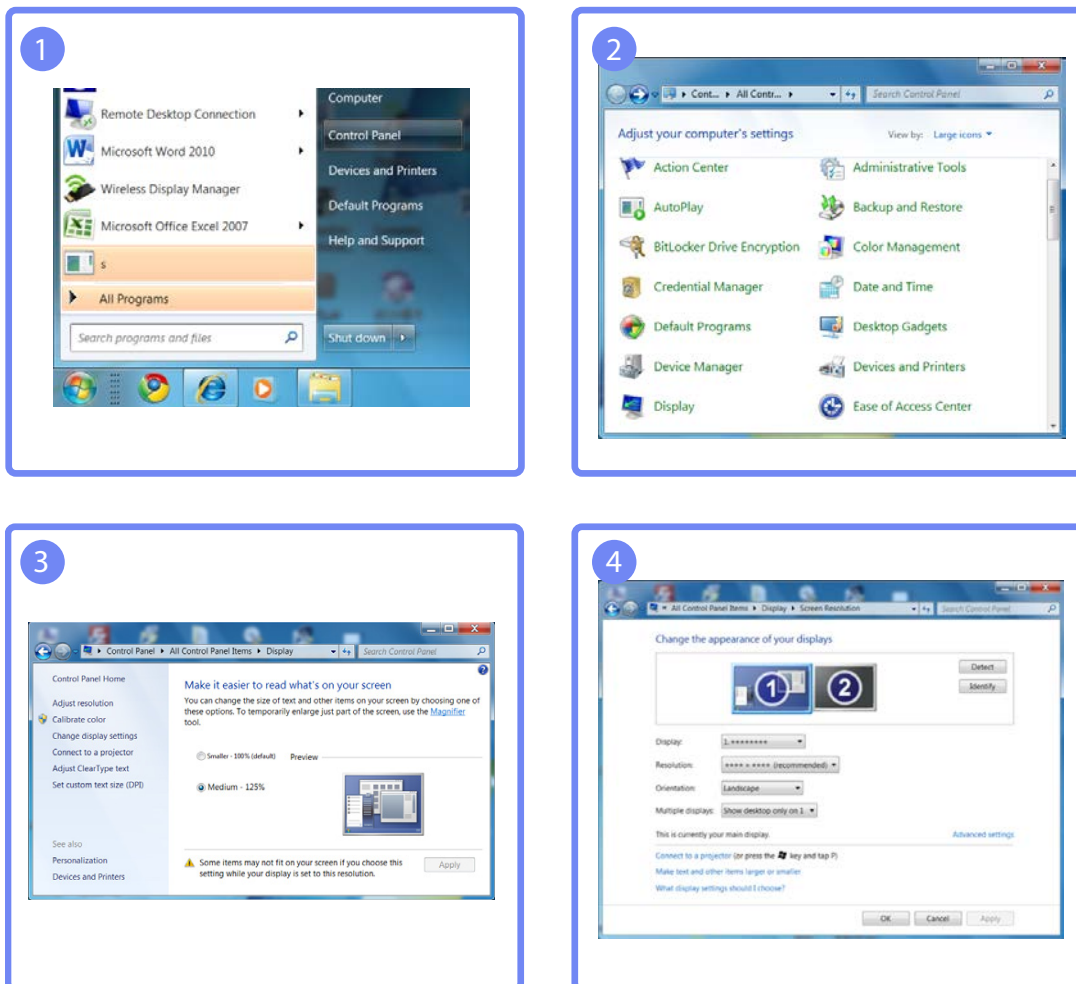 1
Remote Desktop Connection
Microsoft Word 2010
Wireless Display Manager
Microsoft Office Excel 2007
s
All Programs
Search programs and files
Computer
Control Panel
Devices and Printers
Default Programs
Help and Support
Shut down
2
Cont... All Contr...
Search Control Panel
Adjust your computer's settings
View by: Large icons
Action Center
Administrative Tools
AutoPlay
Backup and Restore
BitLocker Drive Encryption
Color Management
Credential Manager
Date and Time
Default Programs
Desktop Gadgets
Device Manager
Devices and Printers
Display
Ease of Access Center
3
Control Panel All Control Panel Items Display
Search Control Panel
Control Panel Home
Adjust resolution
Calibrate color
Change display settings
Connect to a projector
Adjust ClearType text
Set custom text size (DPI)
See also
Personalization
Devices and Printers
Make it easier to read what's on your screen
You can change the size of text and other items on your screen by choosing one of
these options. To temporarily enlarge just part of the screen, use the Magnifier
tool.
Smaller - 100% (default)
Preview
Medium - 125%
Some items may not fit on your screen if you choose this
setting while your display is set to this resolution.
Apply
4
All Control Panel Items Display Screen Resolution
Search Control Panel
Change the appearance of your displays
1
2
Detect
Identify
Display: 1.********
Resolution: **** × **** (recommended)
Orientation: Landscape
Multiple displays: Show desktop only on 1
This is currently your main display.
Advanced settings
Connect to a projector (or press the key and tap P)
Make text and other items larger or smaller
What display settings should I choose?
OK
Cancel
Apply